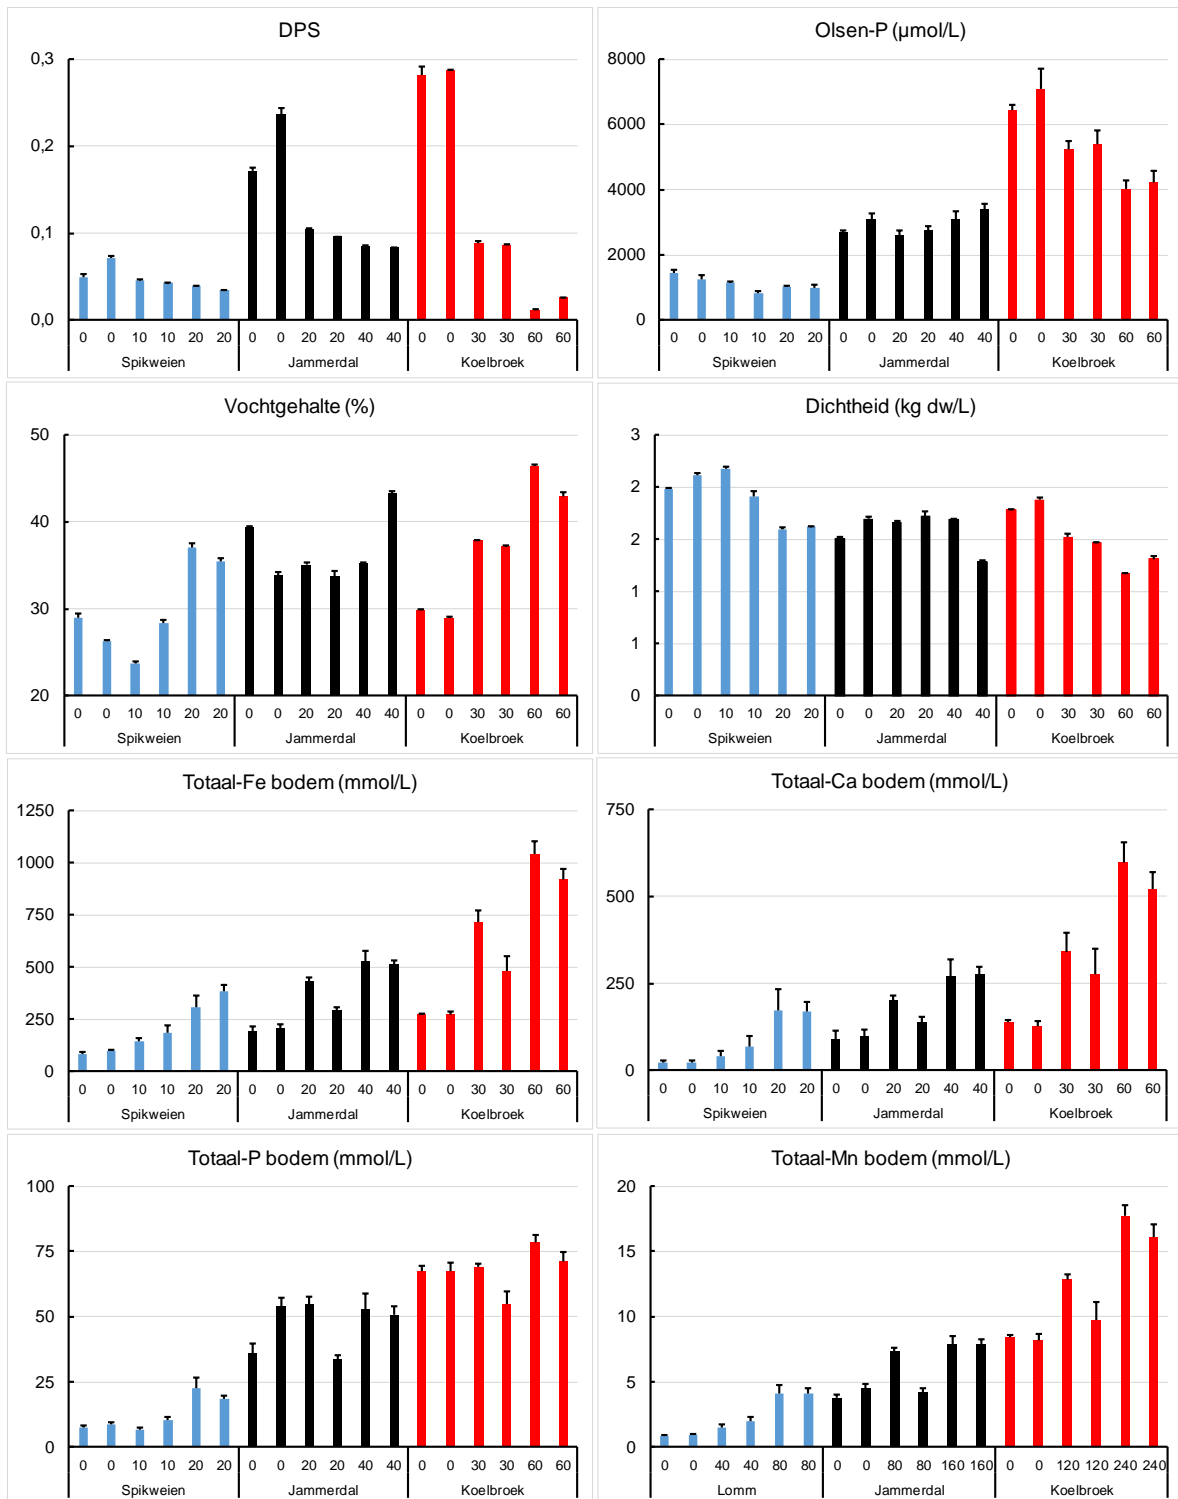 DPS
0,3
0,2
0,1
0,0
0 0 10 10 20 20 0 0 20 20 40 40 0 0 30 30 60 60
Spikweien Jammerdal Koelbroek
Olsen-P (µmol/L)
8000
6000
4000
2000
0
0 0 10 10 20 20 0 0 20 20 40 40 0 0 30 30 60 60
Spikweien Jammerdal Koelbroek
Vochtgehalte (%)
50
40
30
20
0 0 10 10 20 20 0 0 20 20 40 40 0 0 30 30 60 60
Spikweien Jammerdal Koelbroek
Dichtheid (kg dw/L)
3
2
2
1
1
0
0 0 10 10 20 20 0 0 20 20 40 40 0 0 30 30 60 60
Spikweien Jammerdal Koelbroek
Totaal-Fe bodem (mmol/L)
1250
1000
750
500
250
0
0 0 10 10 20 20 0 0 20 20 40 40 0 0 30 30 60 60
Spikweien Jammerdal Koelbroek
Totaal-Ca bodem (mmol/L)
750
500
250
0
0 0 10 10 20 20 0 0 20 20 40 40 0 0 30 30 60 60
Spikweien Jammerdal Koelbroek
Totaal-P bodem (mmol/L)
100
75
50
25
0
0 0 10 10 20 20 0 0 20 20 40 40 0 0 30 30 60 60
Spikweien Jammerdal Koelbroek
Totaal-Mn bodem (mmol/L)
20
15
10
5
0
0 0 40 40 80 80 0 0 80 80 160 160 0 0 120 120 240 240
Lomm Jammerdal Koelbroek